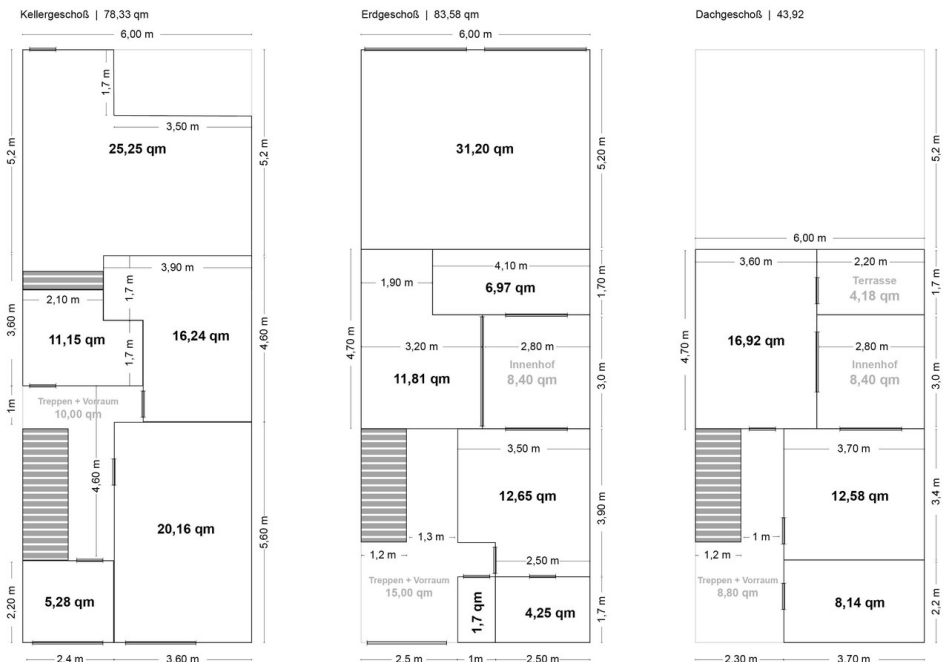 Kellergeschoß | 78,33 qm
6,00 m
1,7 m
3,50 m
5,2 m
25,25 qm
5,2 m
3,90 m
1,7 m
2,10 m
3,60 m
11,15 qm
16,24 qm
4,60 m
1,7 m
Treppen + Vorraum
10,00 qm
1m
4,60 m
20,16 qm
5,60 m
2,20 m
5,28 qm
2,4 m
3,60 m
Erdgeschoß | 83,58 qm
6,00 m
31,20 qm
5,20 m
4,10 m
1,90 m
6,97 qm
1,70 m
4,70 m
3,20 m
2,80 m
Innenhof
8,40 qm
11,81 qm
3,0 m
3,50 m
12,65 qm
3,90 m
1,3 m
1,2 m
2,50 m
Treppen + Vorraum
15,00 qm
1,7 qm
4,25 qm
1,7 m
2,5 m
1m
2,50 m
Dachgeschoß | 43,92
5,2 m
6,00 m
3,60 m
2,20 m
Terrasse
4,18 qm
1,7 m
4,70 m
16,92 qm
2,80 m
Innenhof
8,40 qm
3,0 m
3,70 m
12,58 qm
3,4 m
1 m
1,2 m
Treppen + Vorraum
8,80 qm
8,14 qm
2,2 m
2,30 m
3,70 m